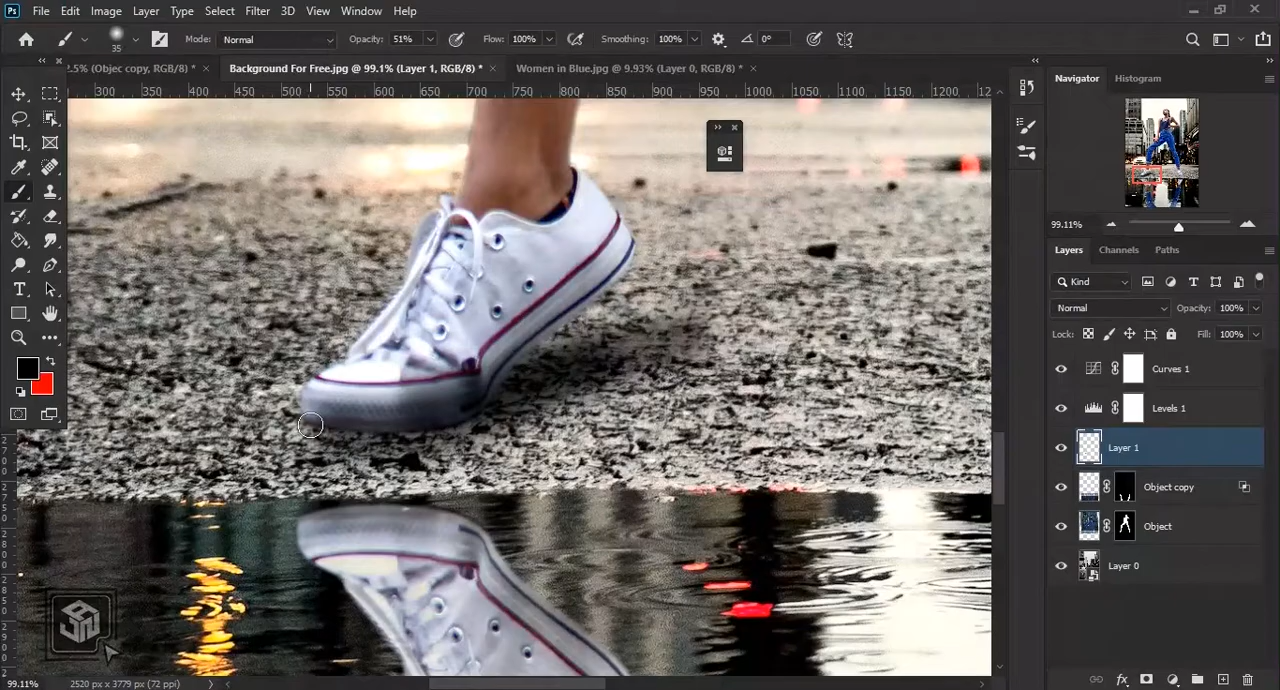 Ps File Edit Image Layer Type Select Filter 3D View Window Help
35 Mode: Normal Opacity: 51% Flow: 100% Smoothing: 100% 0°
2.5% (Objec copy, RGB/8) * × Background For Free.jpg @ 99.1% (Layer 1, RGB/8) * × Women in Blue.jpg @ 9.93% (Layer 0, RGB/8) * ×
300 350 400 450 500 550 600 650 700 750 800 850 900 950 1000 1050 1100 1150 1200 12
Navigator Histogram
99.11%
Layers Channels Paths
Kind
Normal Opacity: 100%
Lock: Fill: 100%
Curves 1
Levels 1
Layer 1
Object copy
Object
Layer 0
99.11% 2520 px x 3779 px (72 ppi)